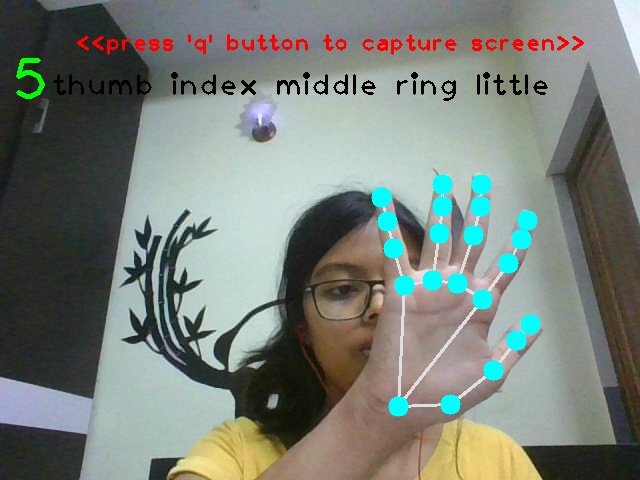 <<press 'q' button to capture screen>>
5 thumb index middle ring little